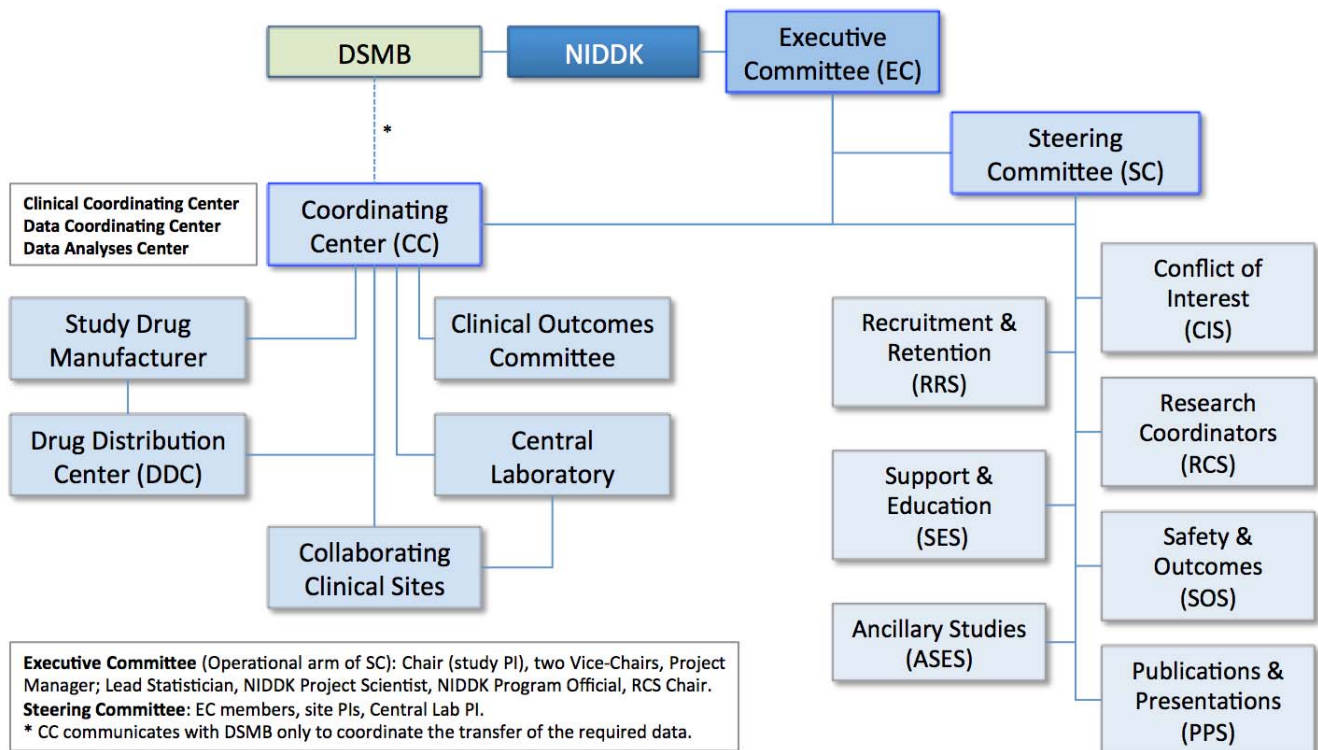 DSMB
NIDDK
Executive
Committee (EC)
*
Steering
Committee (SC)
Clinical Coordinating Center
Data Coordinating Center
Data Analyses Center
Coordinating
Center (CC)
Study Drug
Manufacturer
Clinical Outcomes
Committee
Drug Distribution
Center (DDC)
Central
Laboratory
Collaborating
Clinical Sites
Recruitment &
Retention
(RRS)
Conflict of
Interest
(CIS)
Support &
Education
(SES)
Research
Coordinators
(RCS)
Ancillary Studies
(ASES)
Safety &
Outcomes
(SOS)
Publications &
Presentations
(PPS)
Executive Committee (Operational arm of SC): Chair (study PI), two Vice-Chairs, Project
Manager; Lead Statistician, NIDDK Project Scientist, NIDDK Program Official, RCS Chair.
Steering Committee: EC members, site PIs, Central Lab PI.
* CC communicates with DSMB only to coordinate the transfer of the required data.